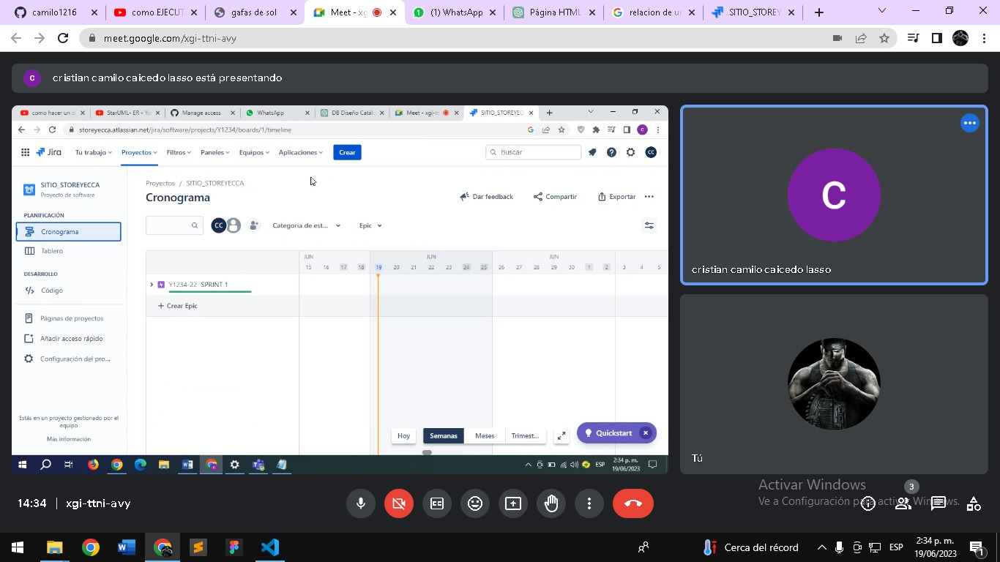 camilo1216
como EJECUT
gafas de sol
Meet - xg
(1) WhatsApp
Página HTML
relacion de un
SITIO_STOREY
meet.google.com/xgi-ttni-avy
C
cristian camilo caicedo lasso está presentando
como hacer un di
StarUML- ER - Yo
Manage access
WhatsApp
DB Diseño Catálo
Meet - xgi-tt
SITIO_STOREYECC
storeyecca.atlassian.net/jira/software/projects/Y1234/boards/1/timeline
Jira
Tu trabajo
Proyectos
Filtros
Paneles
Equipos
Aplicaciones
Crear
Buscar
CC
SITIO_STOREYECCA
Proyecto de software
PLANIFICACIÓN
Cronograma
Tablero
DESARROLLO
Código
Páginas de proyectos
Añadir acceso rápido
Configuración del pro...
Estás en un proyecto gestionado por el
equipo
Más información
Proyectos / SITIO_STOREYECCA
Cronograma
Dar feedback
Compartir
Exportar
CC
Categoría de est...
Epic
JUN JUN JUN
15 16 17 18 19 20 21 22 23 24 25 26 27 28 29 30 1 2 3 4 5
Y1234-22 SPRINT 1
+ Crear Epic
Hoy
Semanas
Meses
Trimest...
Quickstart
ESP
2:34 p. m.
19/06/2023
C
cristian camilo caicedo lasso
Tú
Activar Windows
Ve a Configuración para activar Windows.
3
14:34 | xgi-ttni-avy
Cerca del récord
ESP
2:34 p. m.
19/06/2023
1